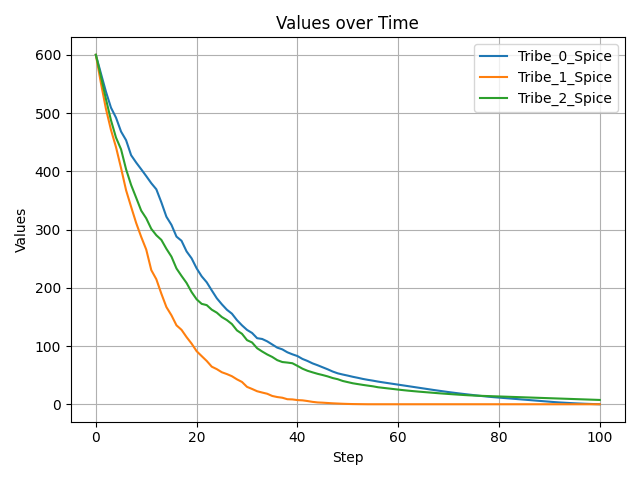 Values over Time
Tribe_0_Spice
Tribe_1_Spice
Tribe_2_Spice
600
500
400
300
200
100
0
Values
0 20 40 60 80 100
Step